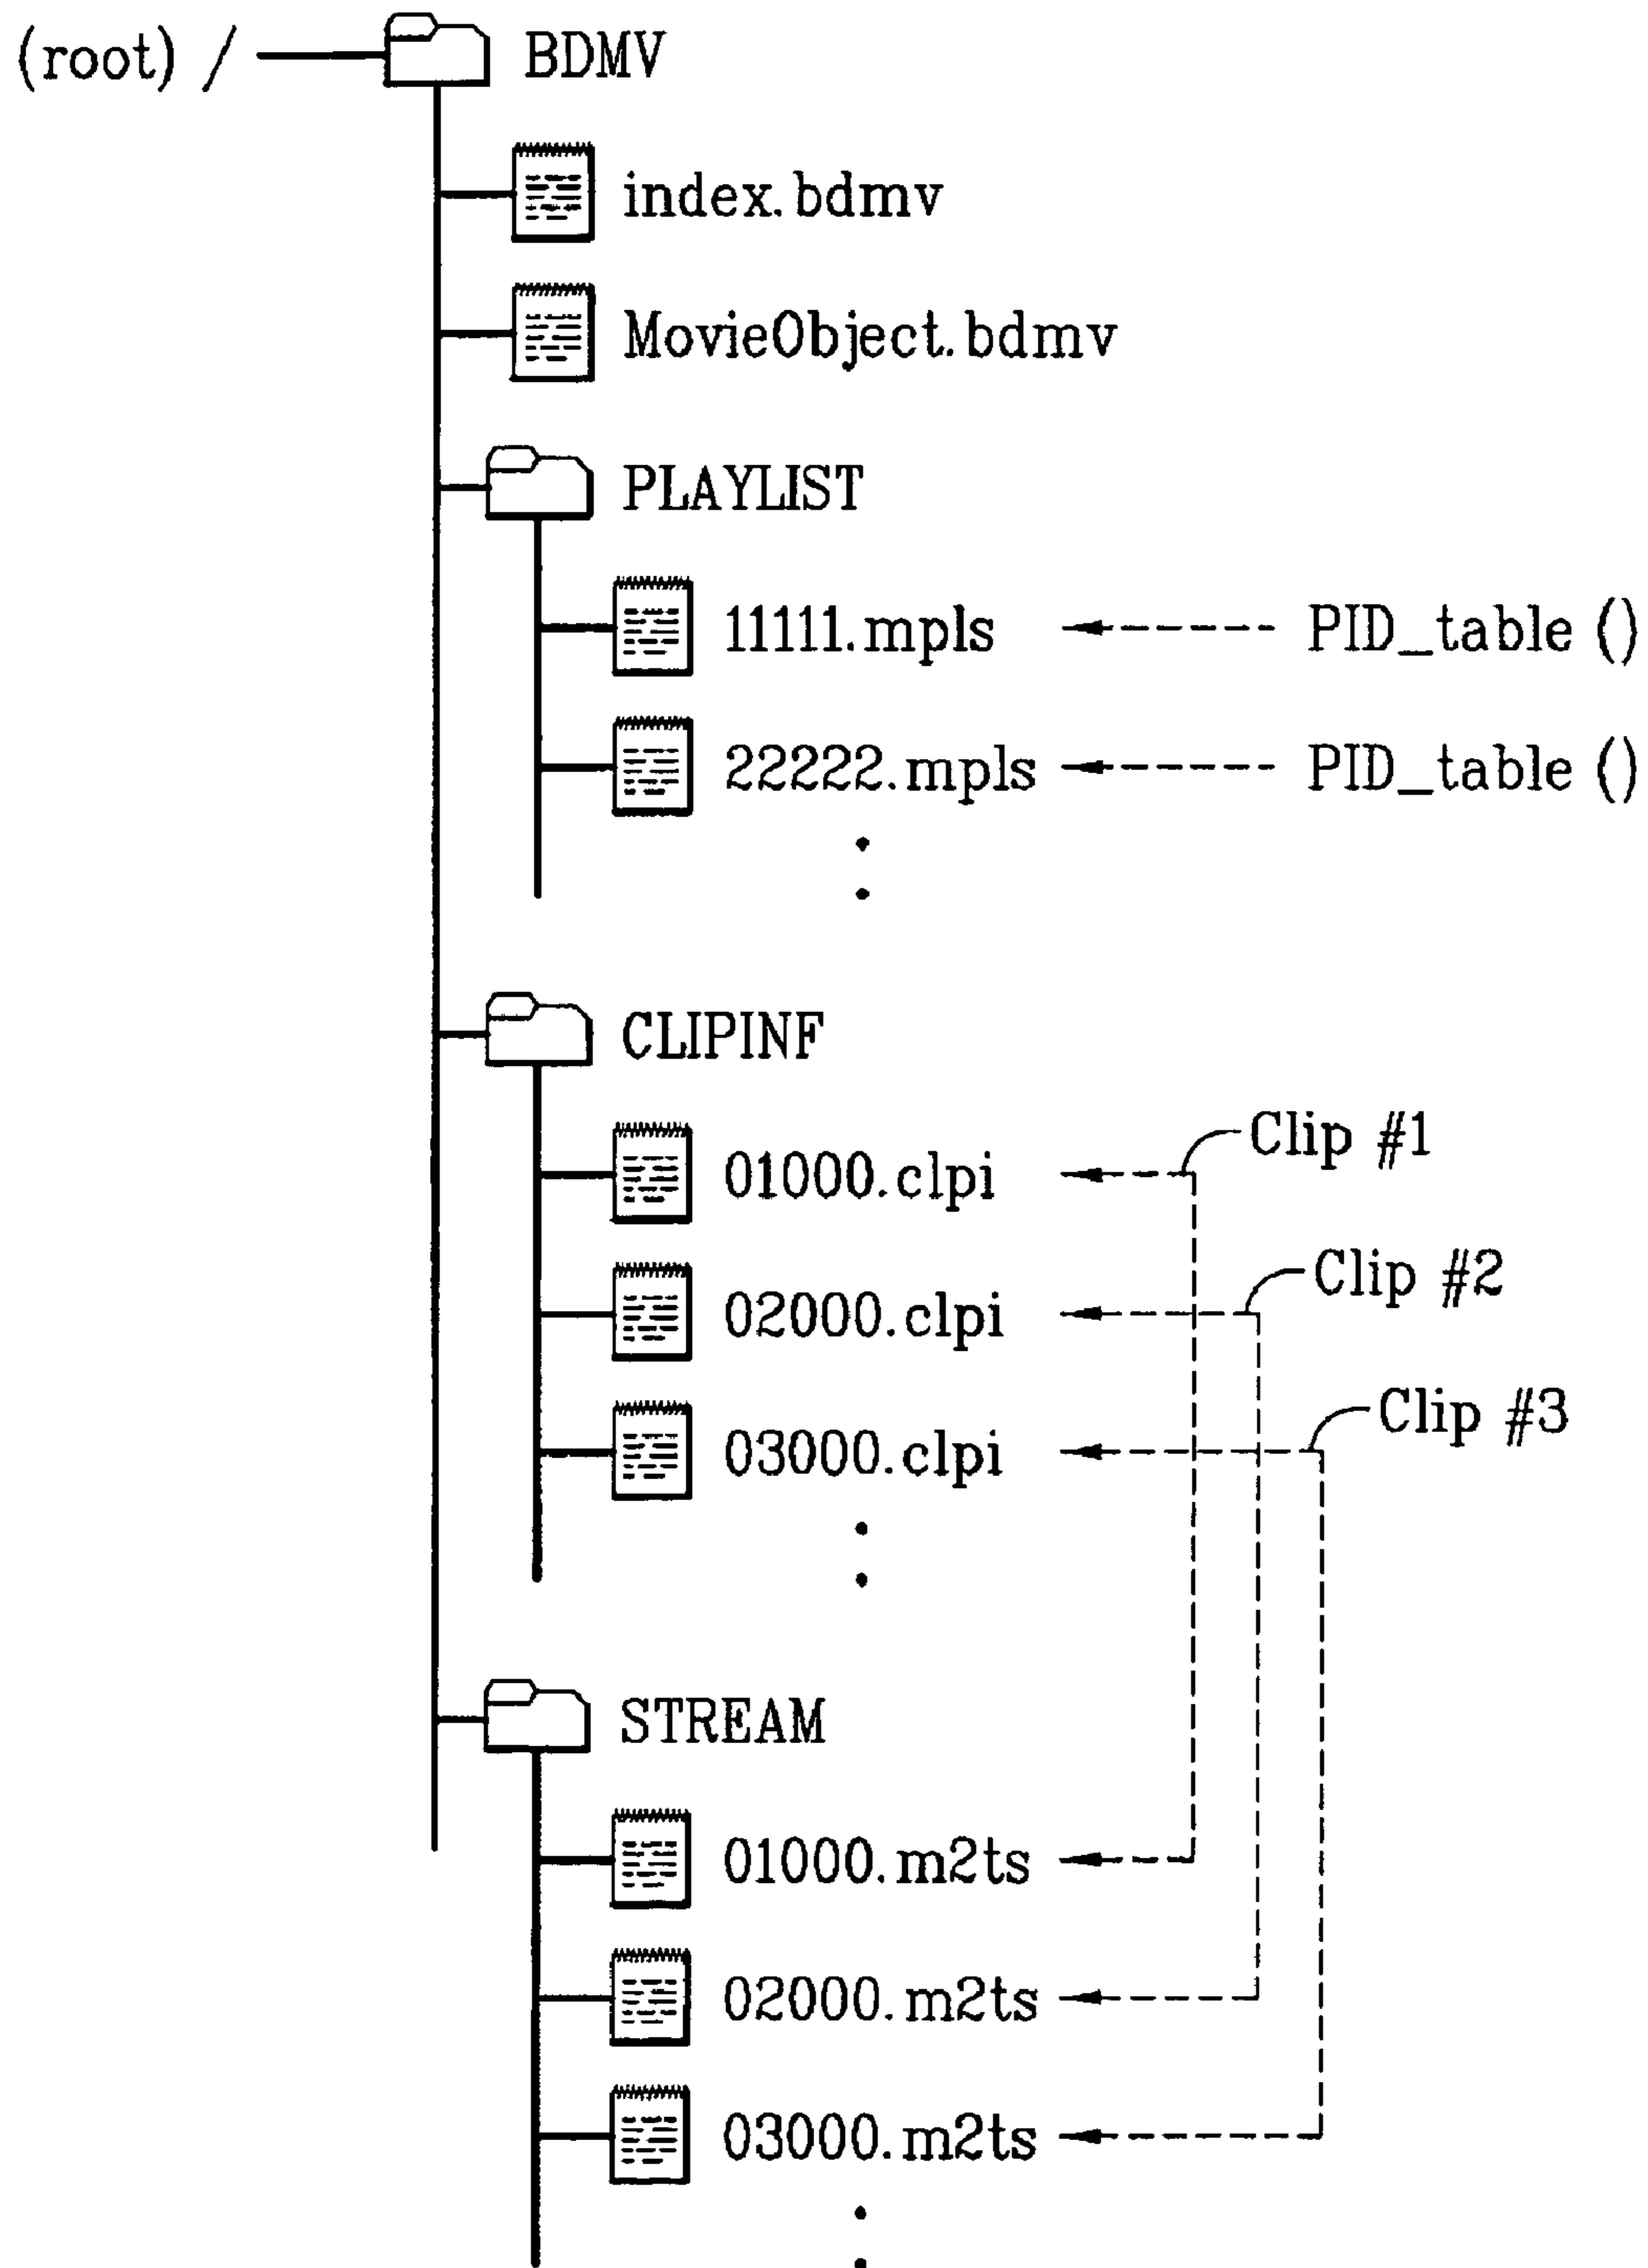 (root) / BDMV
index.bdmv
MovieObject.bdmv
PLAYLIST
11111.mpls PID_table ()
22222.mpls PID_table ()
CLIPINF
Clip #1
01000.clpi
Clip #2
02000.clpi
Clip #3
03000.clpi
STREAM
01000.m2ts
02000.m2ts
03000.m2ts